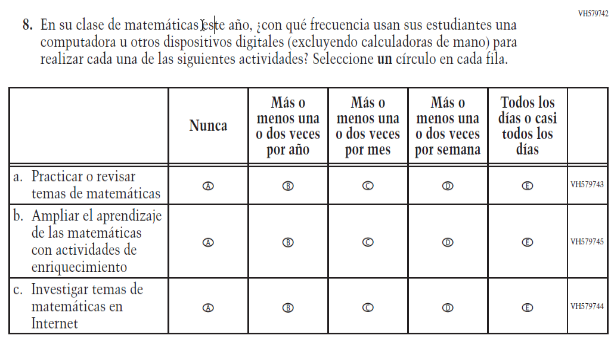 VH579742
8. En su clase de matemáticas este año, ¿con qué frecuencia usan sus estudiantes una
computadora u otros dispositivos digitales (excluyendo calculadoras de mano) para
realizar cada una de las siguientes actividades? Seleccione un círculo en cada fila.
Nunca
Más o
menos una
o dos veces
por año
Más o
menos una
o dos veces
por mes
Más o
menos una
o dos veces
por semana
Todos los
días o casi
todos los
días
a. Practicar o revisar
temas de matemáticas
A B C D E VH579743
b. Ampliar el aprendizaje
de las matemáticas
con actividades de
enriquecimiento
A B C D E VH579745
c. Investigar temas de
matemáticas en
Internet
A B C D E VH579744